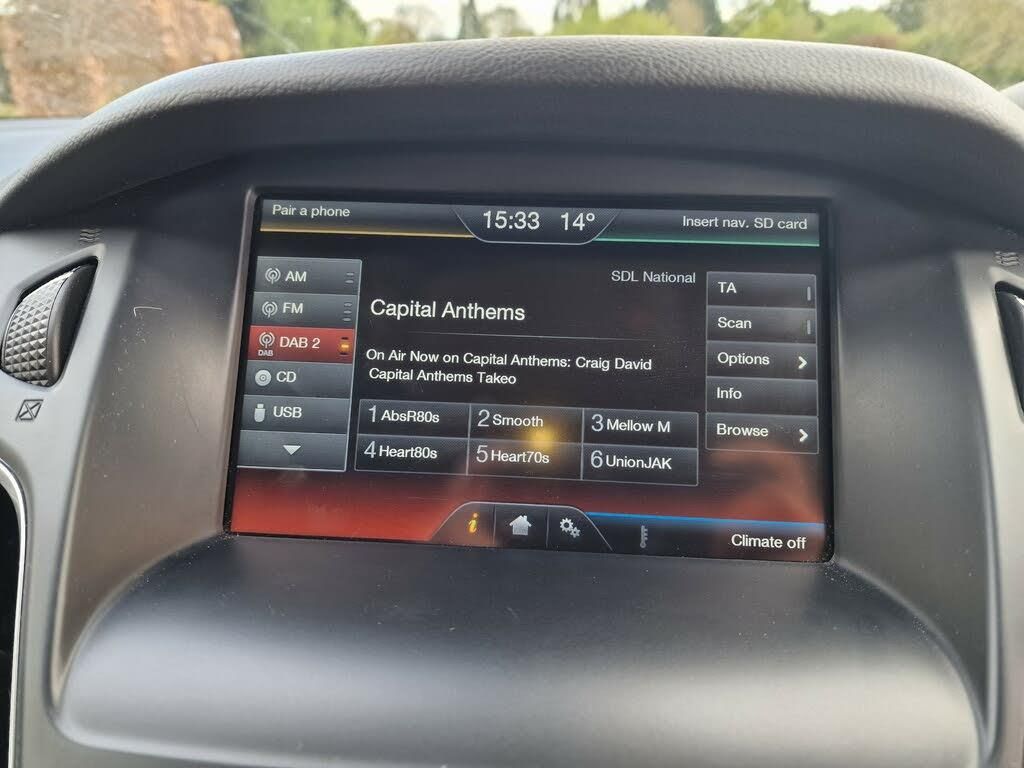 Pair a phone
15:33 14°
Insert nav. SD card
AM
FM
DAB
DAB 2
CD
USB
SDL National
Capital Anthems
On Air Now on Capital Anthems: Craig David
Capital Anthems Takeo
1 AbsR80s
2 Smooth
3 Mellow M
4 Heart80s
5 Heart70s
6 UnionJAK
TA
Scan
Options
Info
Browse
i
Climate off